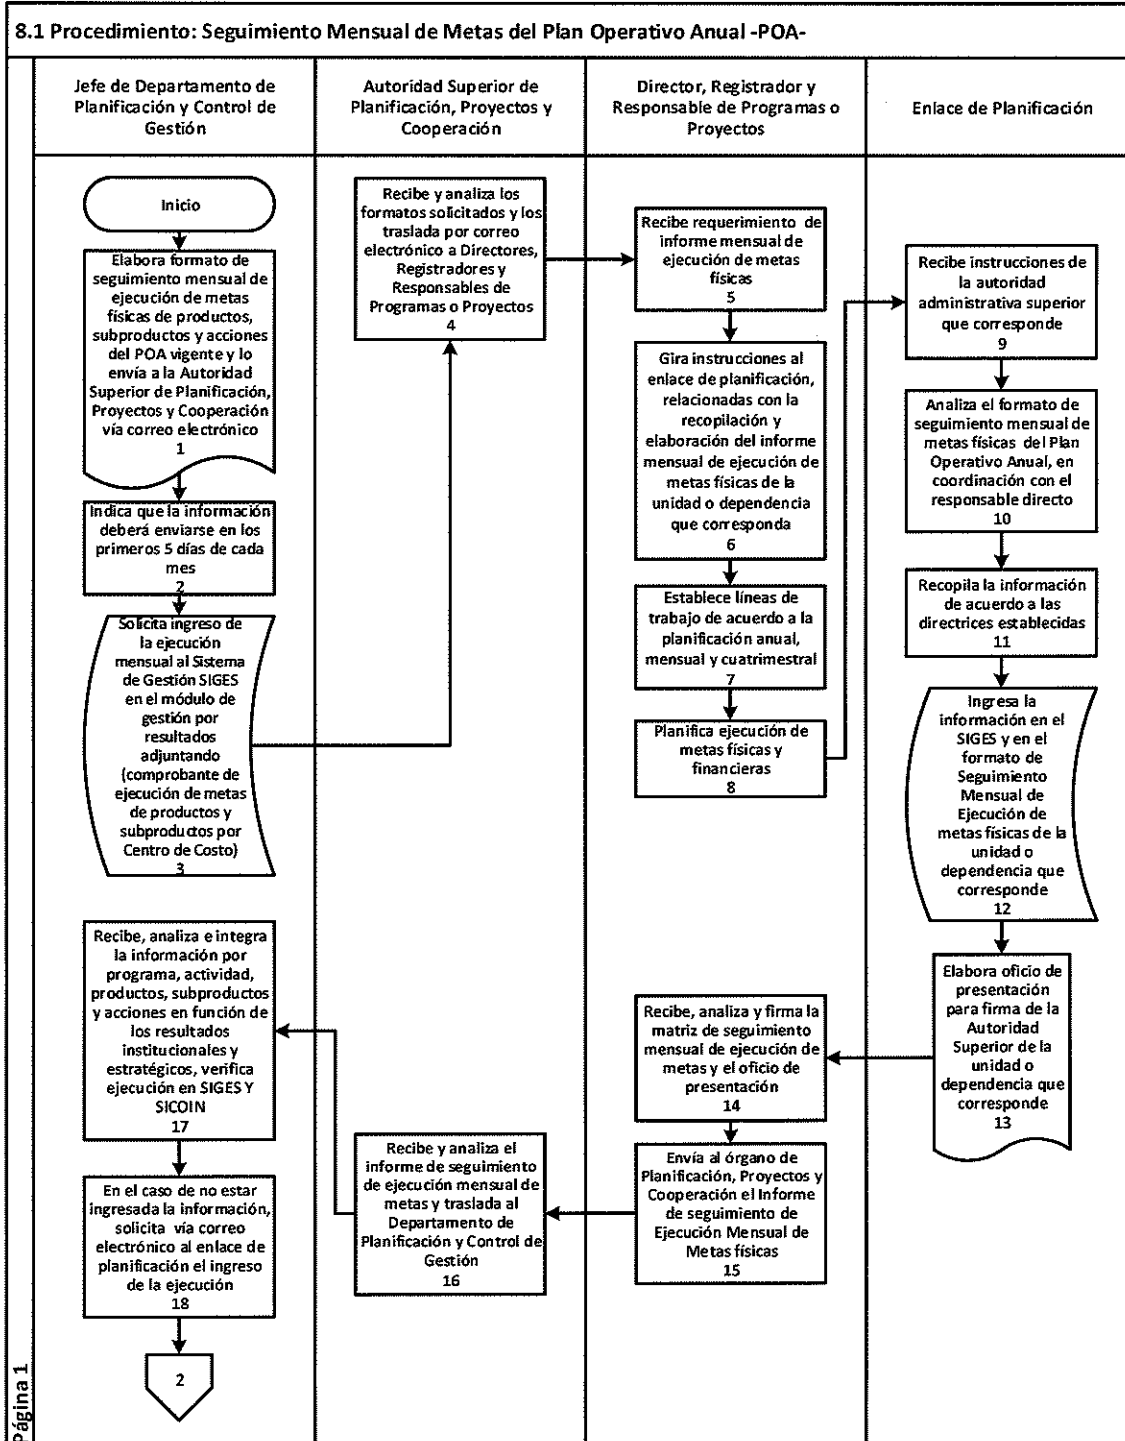 8.1 Procedimiento: Seguimiento Mensual de Metas del Plan Operativo Anual -POA-
Jefe de Departamento de
Planificación y Control de
Gestión
Autoridad Superior de
Planificación, Proyectos y
Cooperación
Director, Registrador y
Responsable de Programas o
Proyectos
Enlace de Planificación
Inicio
Elabora formato de
seguimiento mensual de
ejecución de metas
físicas de productos,
subproductos y acciones
del POA vigente y lo
envía a la Autoridad
Superior de Planificación,
Proyectos y Cooperación
vía correo electrónico
1
Indica que la información
deberá enviarse en los
primeros 5 días de cada
mes
2
Solicita ingreso de
la ejecución
mensual al Sistema
de Gestión SIGES
en el módulo de
gestión por
resultados
adjuntando
(comprobante de
ejecución de metas
de productos y
subproductos por
Centro de Costo)
3
Recibe y analiza los
formatos solicitados y los
traslada por correo
electrónico a Directores,
Registradores y
Responsables de
Programas o Proyectos
4
Recibe requerimiento de
informe mensual de
ejecución de metas
físicas
5
Gira instrucciones al
enlace de planificación,
relacionadas con la
recopilación y
elaboración del informe
mensual de ejecución de
metas físicas de la
unidad o dependencia
que corresponda
6
Establece líneas de
trabajo de acuerdo a la
planificación anual,
mensual y cuatrimestral
7
Planifica ejecución de
metas físicas y
financieras
8
Recibe instrucciones de
la autoridad
administrativa superior
que corresponde
9
Analiza el formato de
seguimiento mensual de
metas físicas del Plan
Operativo Anual, en
coordinación con el
responsable directo
10
Recopila la información
de acuerdo a las
directrices establecidas
11
Ingresa la
información en el
SIGES y en el
formato de
Seguimiento
Mensual de
Ejecución de
metas físicas de la
unidad o
dependencia que
corresponde
12
Elabora oficio de
presentación
para firma de la
Autoridad
Superior de la
unidad o
dependencia que
corresponde
13
Recibe, analiza y firma la
matriz de seguimiento
mensual de ejecución de
metas y el oficio de
presentación
14
Envía al órgano de
Planificación, Proyectos y
Cooperación el Informe
de seguimiento de
Ejecución Mensual de
Metas físicas
15
Recibe y analiza el
informe de seguimiento
de ejecución mensual de
metas y traslada al
Departamento de
Planificación y Control de
Gestión
16
Recibe, analiza e integra
la información por
programa, actividad,
productos, subproductos
y acciones en función de
los resultados
institucionales y
estratégicos, verifica
ejecución en SIGES Y
SICOIN
17
En el caso de no estar
ingresada la información,
solicita vía correo
electrónico al enlace de
planificación el ingreso
de la ejecución
18
2
Página 1